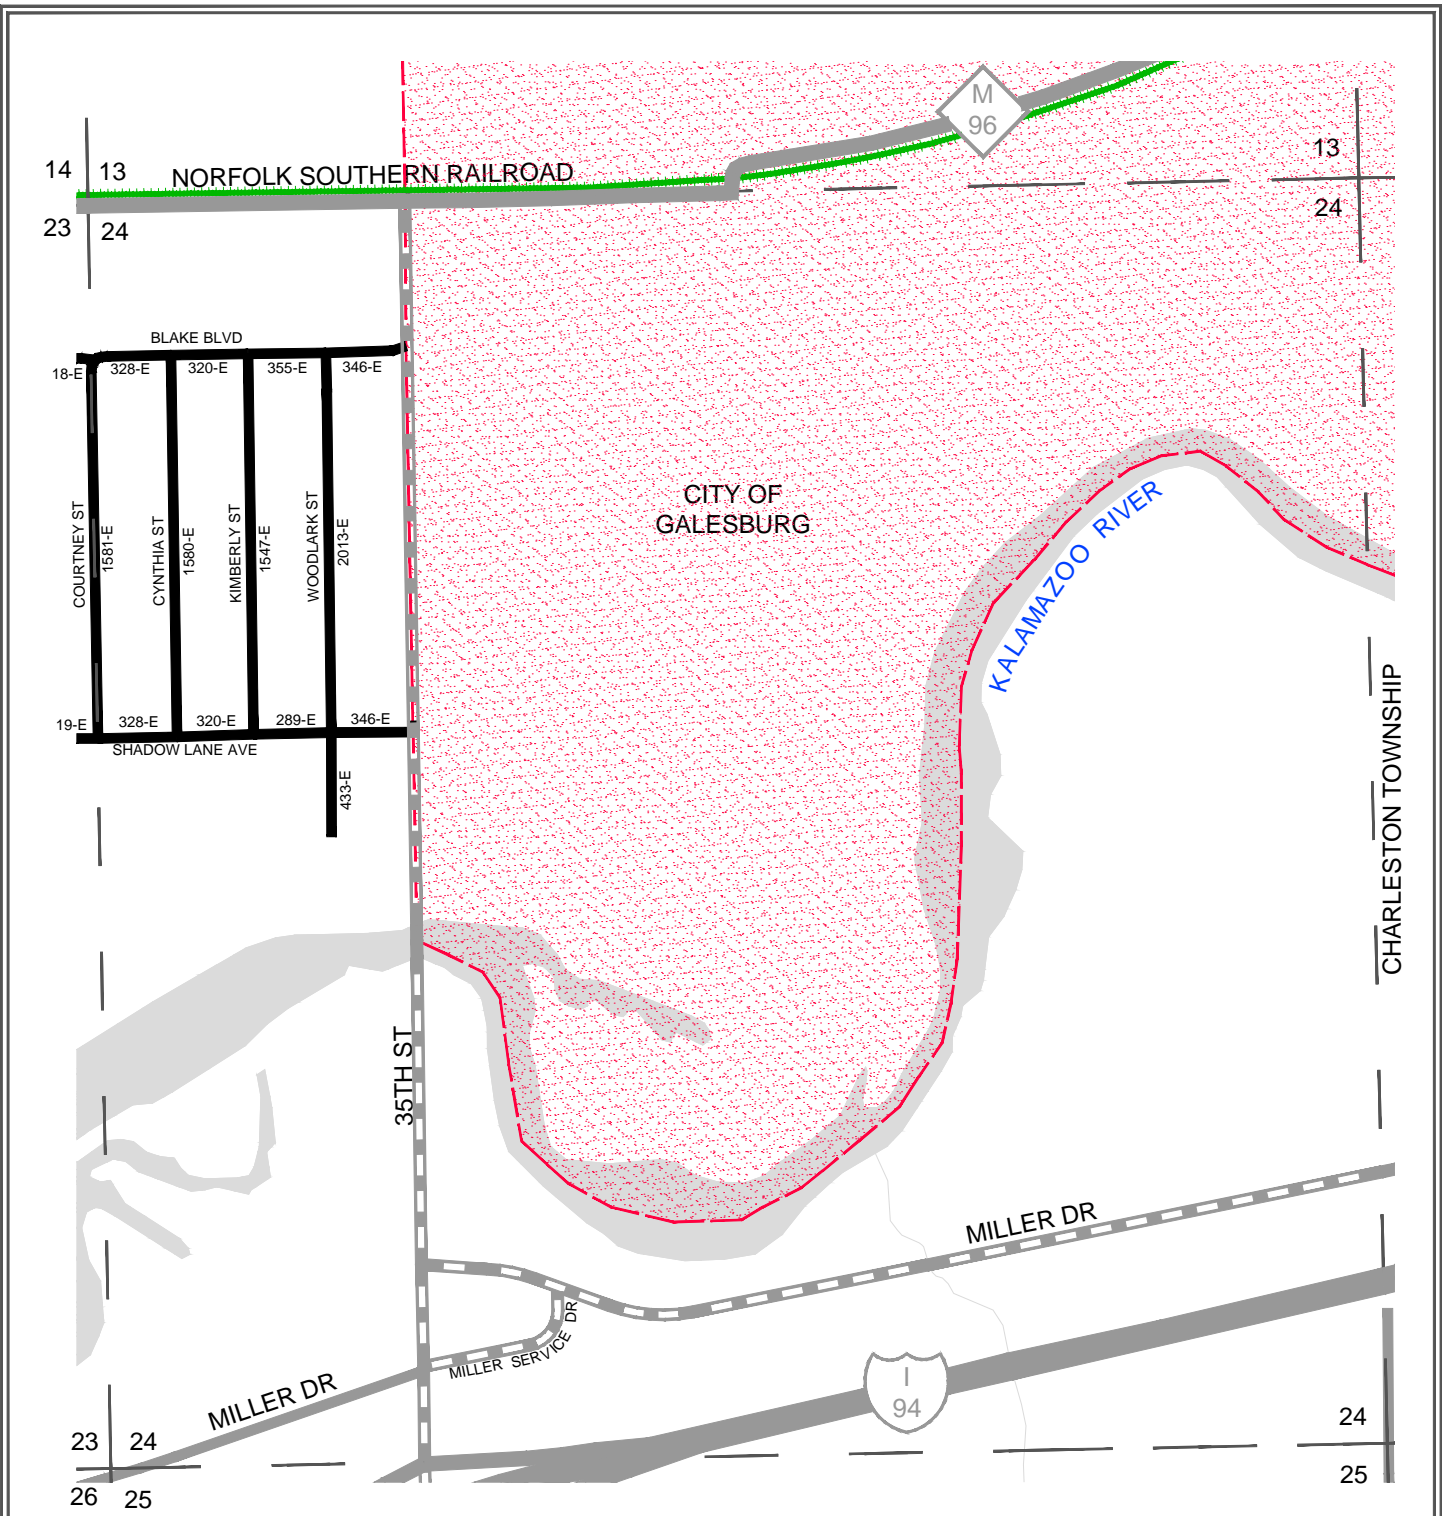 M
96
14 13
NORFOLK SOUTHERN RAILROAD
13
23 24
24
BLAKE BLVD
18-E 328-E 320-E 355-E 346-E
CITY OF
GALESBURG
KALAMAZOO RIVER
COURTNEY ST
1581-E
CYNTHIA ST
1580-E
KIMBERLY ST
1547-E
WOODLARK ST
2013-E
19-E 328-E 320-E 289-E 346-E
SHADOW LANE AVE
433-E
CHARLESTON TOWNSHIP
35TH ST
MILLER DR
MILLER SERVICE DR
MILLER DR
I
94
23 24
24
26 25
25